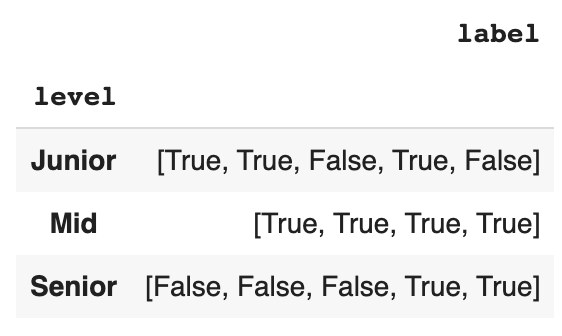 label
level
Junior [True, True, False, True, False]
Mid [True, True, True, True]
Senior [False, False, False, True, True]